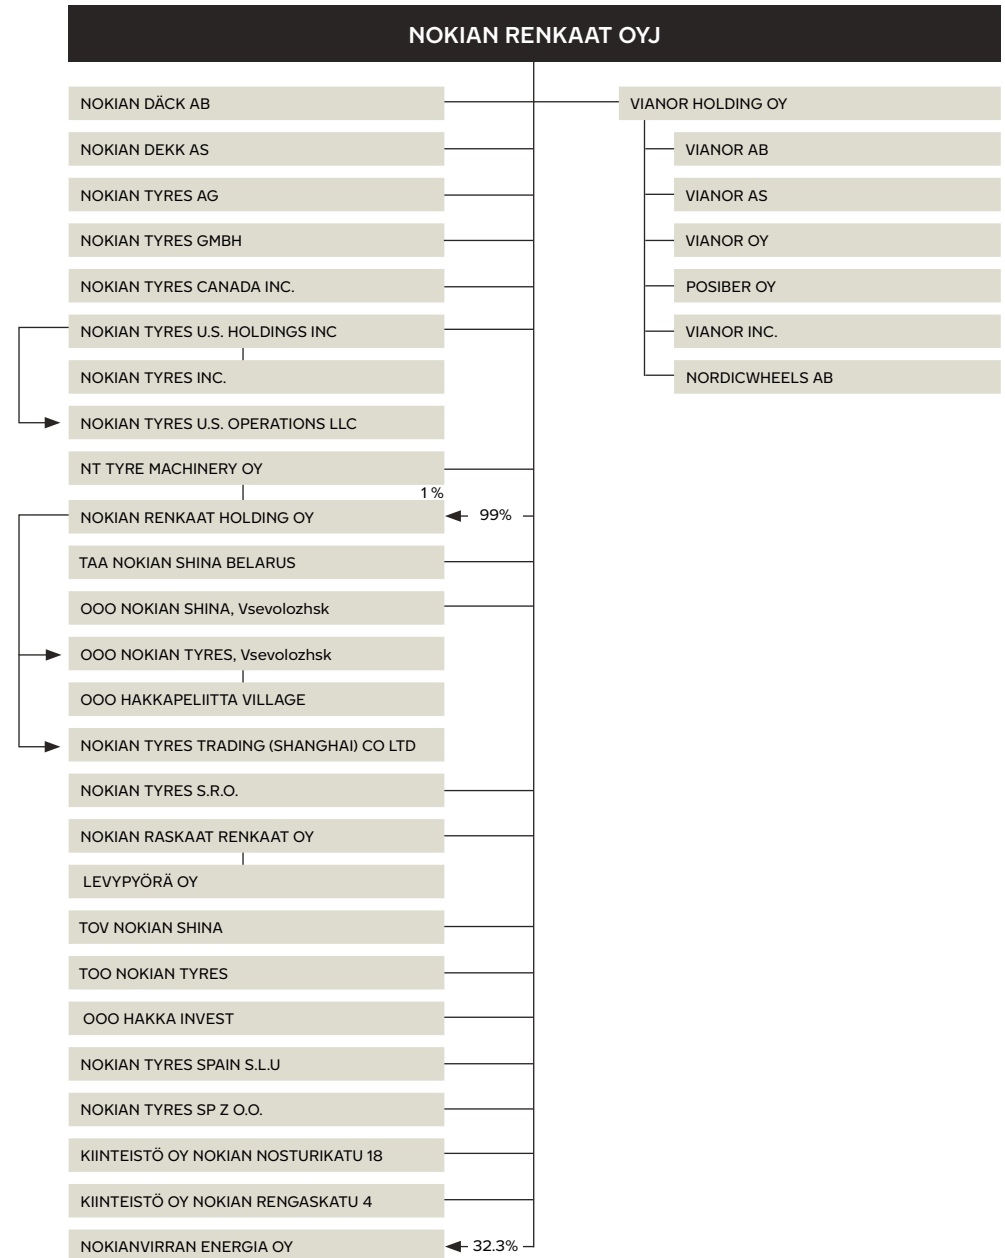 NOKIAN RENKAAT OYJ
NOKIAN DÄCK AB
NOKIAN DEKK AS
NOKIAN TYRES AG
NOKIAN TYRES GMBH
NOKIAN TYRES CANADA INC.
NOKIAN TYRES U.S. HOLDINGS INC
NOKIAN TYRES INC.
NOKIAN TYRES U.S. OPERATIONS LLC
NT TYRE MACHINERY OY
1 %
NOKIAN RENKAAT HOLDING OY
99%
TAA NOKIAN SHINA BELARUS
OOO NOKIAN SHINA, Vsevolozhsk
OOO NOKIAN TYRES, Vsevolozhsk
OOO HAKKAPELIITTA VILLAGE
NOKIAN TYRES TRADING (SHANGHAI) CO LTD
NOKIAN TYRES S.R.O.
NOKIAN RASKAAT RENKAAT OY
LEVYPYÖRÄ OY
TOV NOKIAN SHINA
TOO NOKIAN TYRES
OOO HAKKA INVEST
NOKIAN TYRES SPAIN S.L.U
NOKIAN TYRES SP Z O.O.
KIINTEISTÖ OY NOKIAN NOSTURIKATU 18
KIINTEISTÖ OY NOKIAN RENGASKATU 4
NOKIANVIRRAN ENERGIA OY
32.3%
VIANOR HOLDING OY
VIANOR AB
VIANOR AS
VIANOR OY
POSIBER OY
VIANOR INC.
NORDICWHEELS AB